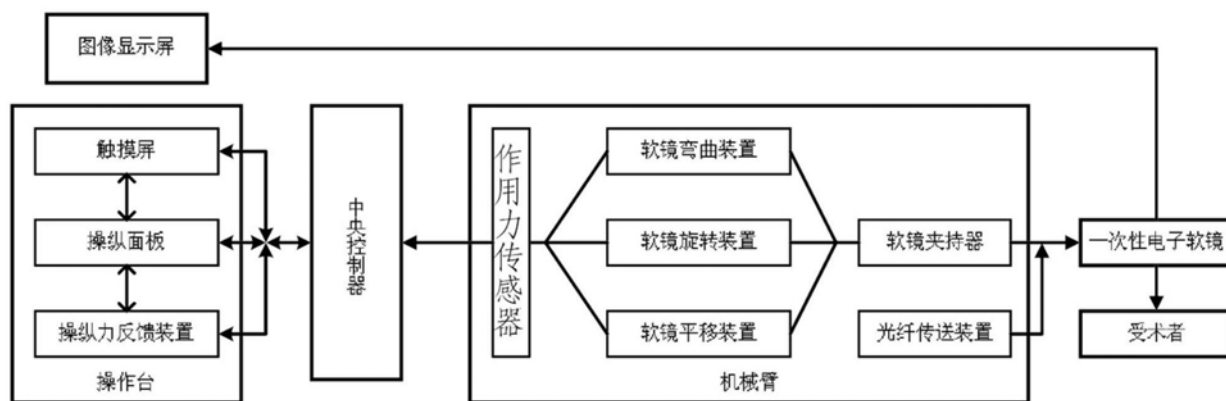 图像显示屏
触摸屏
操纵面板
操纵力反馈装置
操作台
中央控制器
作用力传感器
软镜弯曲装置
软镜旋转装置
软镜平移装置
软镜夹持器
光纤传送装置
机械臂
一次性电子软镜
受术者